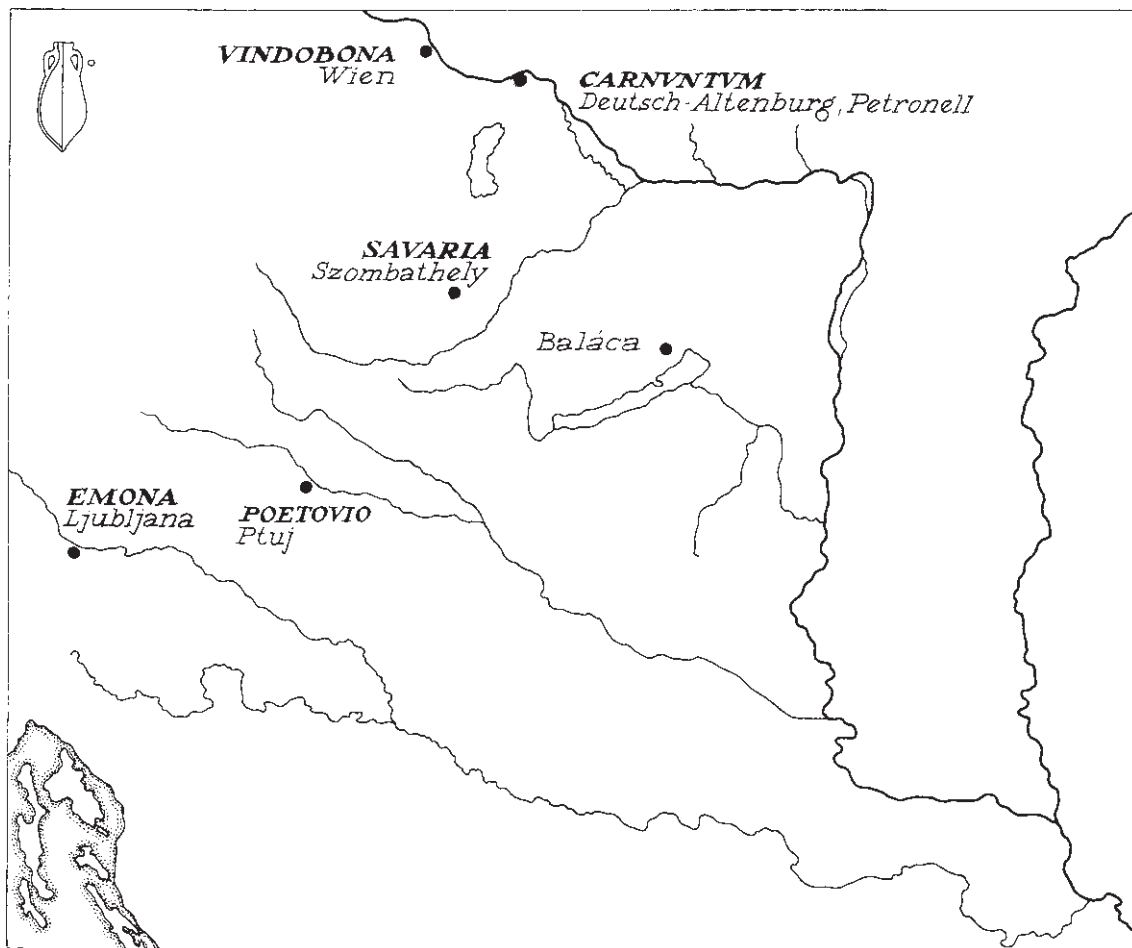 VINDOBONA
Wien
CARNVNTVM
Deutsch-Altenburg, Petronell
SAVARIA
Szombathely
Baláca
EMONA
Ljubljana
POETOVIO
Ptuj